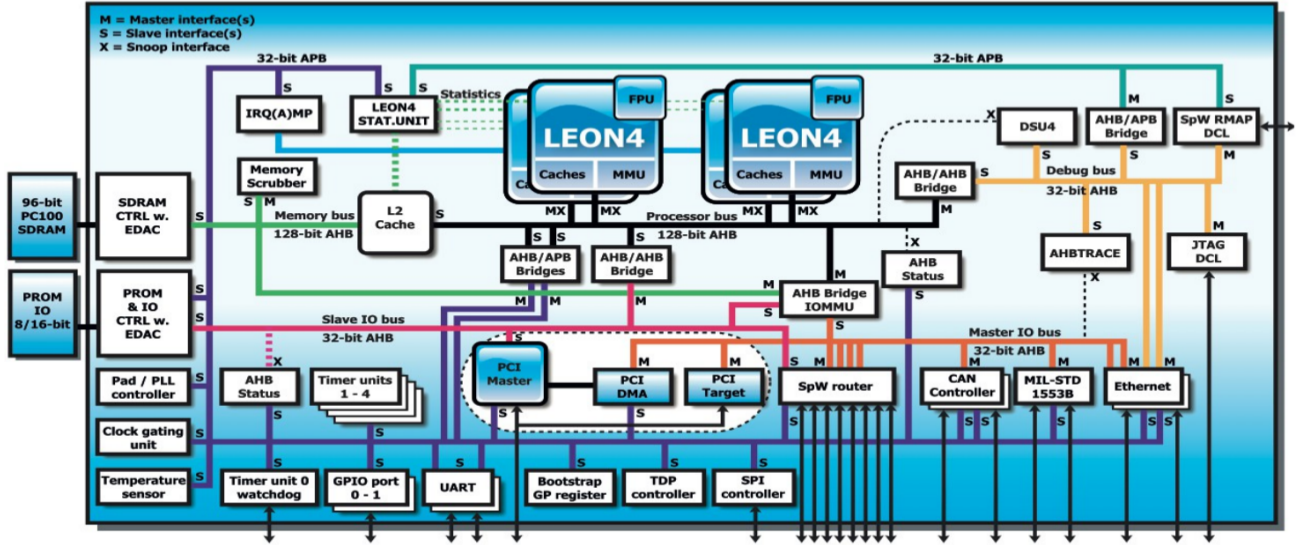 M = Master interface(s)
S = Slave interface(s)
X = Snoop interface
32-bit APB
32-bit APB
S
S
S
M
S
Statistics
IRQ(A)MP
LEON4
STAT.UNIT
FPU
LEON4
Caches
MMU
Ca
FPU
LEON4
Caches
MMU
Ca
X
DSU4
AHB/APB
Bridge
SpW RMAP
DCL
S
S
M
Debug bus
32-bit AHB
Memory
Scrubber
S
M
AHB/AHB
Bridge
S
M
96-bit
PC100
SDRAM
SDRAM
CTRL w.
EDAC
S
Memory bus
128-bit AHB
L2
Cache
S
MX
MX
MX
MX
Processor bus
128-bit AHB
S
S
S
M
X
S
M
AHB/APB
Bridges
AHB/AHB
Bridge
AHB
Status
AHBTRACE
JTAG
DCL
M
M
M
M
M
S
X
PROM
IO
8/16-bit
PROM
& IO
CTRL w.
EDAC
S
S
AHB Bridge
IOMMU
S
S
Slave IO bus
32-bit AHB
Master IO bus
32-bit AHB
X
S
M
M
S
M
M
M
M
Pad / PLL
controller
S
AHB
Status
Timer units
1 - 4
PCI
Master
PCI
DMA
PCI
Target
SpW router
CAN
Controller
MIL-STD
1553B
Ethernet
S
S
S
S
S
S
S
S
S
S
Clock gating
unit
S
S
S
S
S
S
S
S
Temperature
sensor
S
Timer unit 0
watchdog
GPIO port
0 - 1
UART
Bootstrap
GP register
TDP
controller
SPI
controller